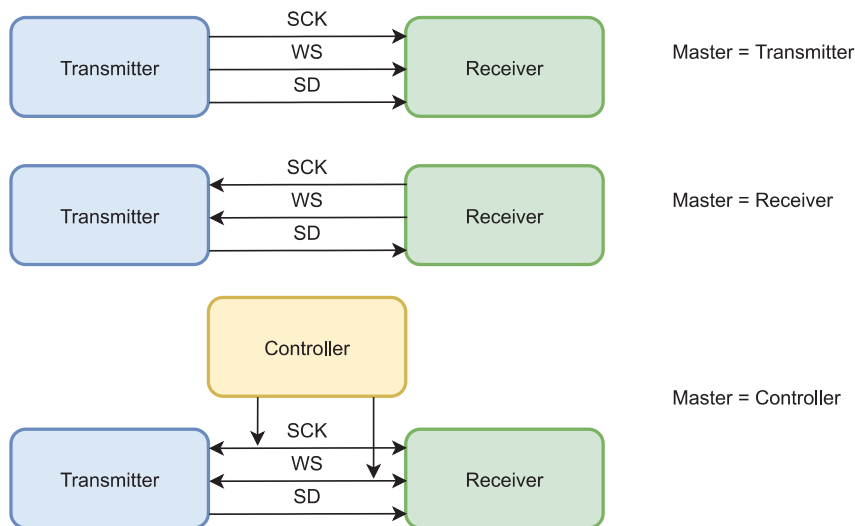 SCK
Transmitter
WS
Receiver
Master = Transmitter
SD
SCK
Transmitter
WS
Receiver
Master = Receiver
SD
Controller
Master = Controller
SCK
Transmitter
WS
Receiver
SD